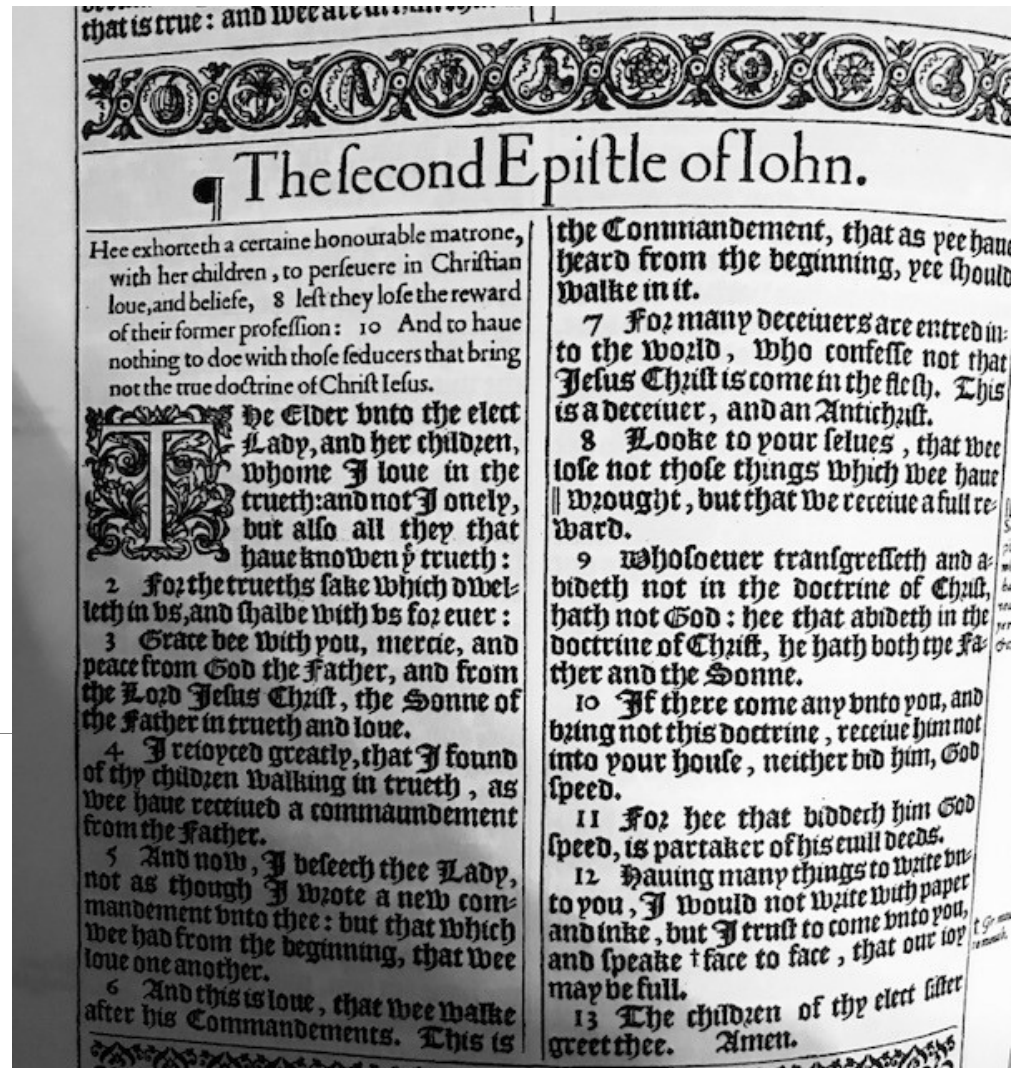 that is true: and wee are
¶ The ſecond Epiſtle of Iohn.
Hee exhorteth a certaine honourable matrone,
with her children, to perſeuere in Chriſtian
loue, and beliefe, 8 leſt they loſe the reward
of their former profeſſion: 10 And to haue
nothing to doe with thoſe ſeducers that bring
not the true doctrine of Chriſt Ieſus.
THe Elder vnto the elect
Lady, and her children,
whome I loue in the
trueth: and not I onely,
but alſo all they that
haue knowen yͤ trueth:
2 For the trueths ſake which dwel-
leth in vs, and ſhalbe with vs for euer:
3 Grace bee with you, mercie, and
peace from God the Father, and from
the Lord Jeſus Chriſt, the Sonne of
the Father in trueth and loue.
4 I reioyced greatly, that I found
of thy children walking in trueth, as
wee haue receiued a commaundement
from the Father.
5 And now, I beſeech thee Lady,
not as though I wrote a new com-
mandement vnto thee: but that which
wee had from the beginning, that wee
loue one another.
6 And this is loue, that wee walke
after his Commandements. This is
the Commandement, that as yee haue
heard from the beginning, yee ſhould
walke in it.
7 For many deceiuers are entred in-
to the world, who confeſſe not that
Jeſus Chriſt is come in the fleſh. This
is a deceiuer, and an Antichriſt.
8 Looke to your ſelues, that wee
loſe not thoſe things which wee haue
|| wrought, but that we receiue a full re-
ward.
9 Whoſoeuer tranſgreſſeth and a-
bideth not in the doctrine of Chriſt,
hath not God: hee that abideth in the
doctrine of Chriſt, he hath both the Fa-
ther and the Sonne.
10 If there come any vnto you, and
bring not this doctrine, receiue him not
into your houſe, neither bid him, God
ſpeed.
11 For hee that biddeth him God
ſpeed, is partaker of his euill deeds.
12 Hauing many things to write vn-
to you, I would not write with paper
and inke, but I truſt to come vnto you,
and ſpeake † face to face, that our ioy
may be full.
13 The children of thy elect ſiſter
greet thee. Amen.